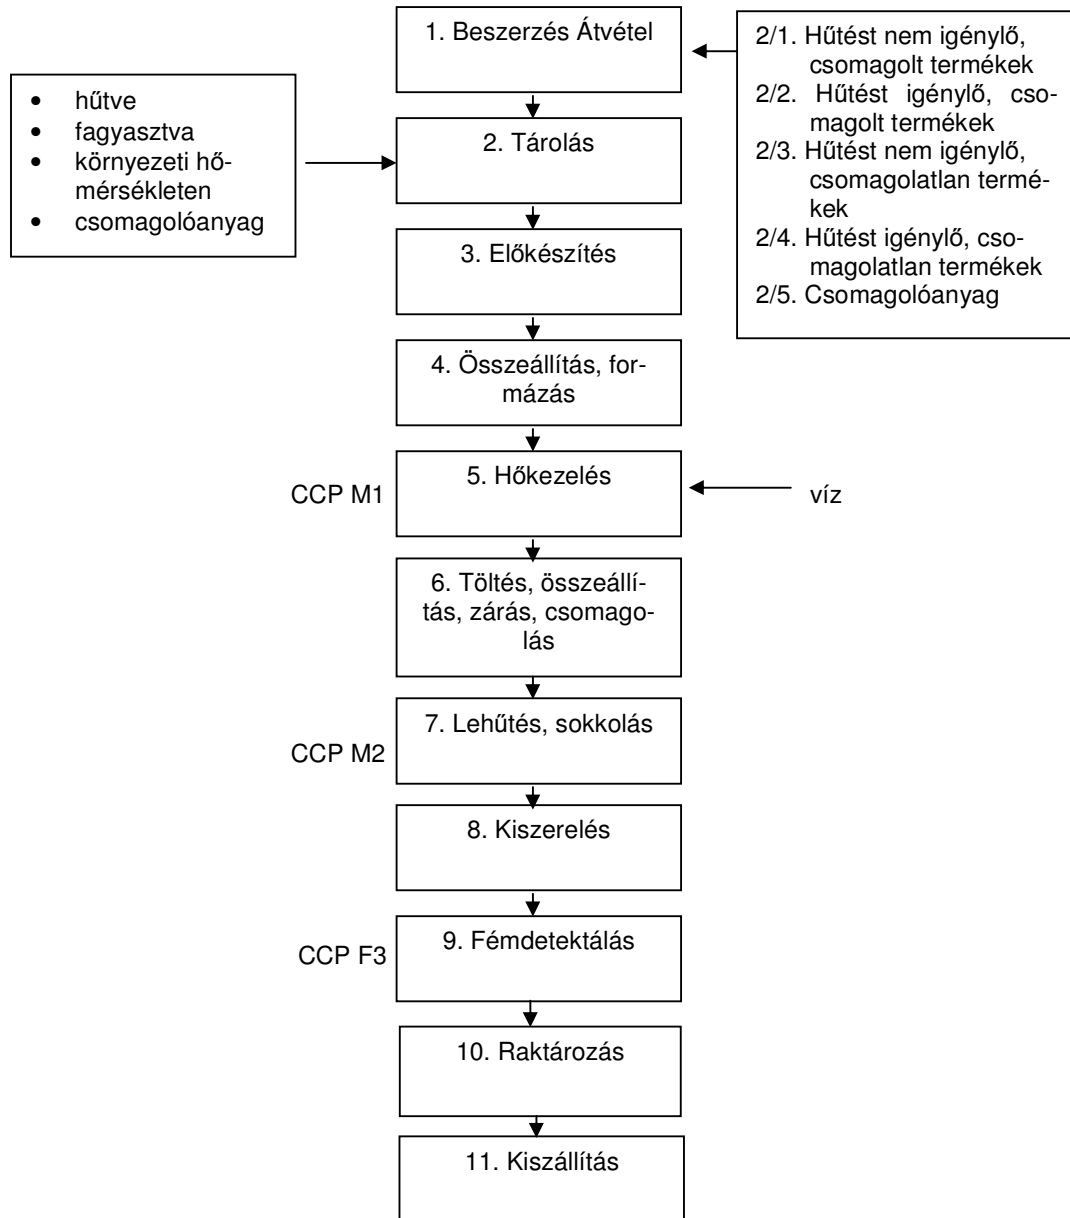 1. Beszerzés Átvétel
2/1. Hűtést nem igénylő,
csomagolt termékek
2/2. Hűtést igénylő, cso-
magolt termékek
2/3. Hűtést nem igénylő,
csomagolatlan termé-
kek
2/4. Hűtést igénylő, cso-
magolatlan termékek
2/5. Csomagolóanyag
• hűtve
• fagyasztva
• környezeti hő-
mérsékleten
• csomagolóanyag
2. Tárolás
3. Előkészítés
4. Összeállítás, for-
mázás
CCP M1
5. Hőkezelés
víz
6. Töltés, összeállí-
tás, zárás, csomago-
lás
7. Lehűtés, sokkolás
CCP M2
8. Kiszerelés
9. Fémdetektálás
CCP F3
10. Raktározás
11. Kiszállítás